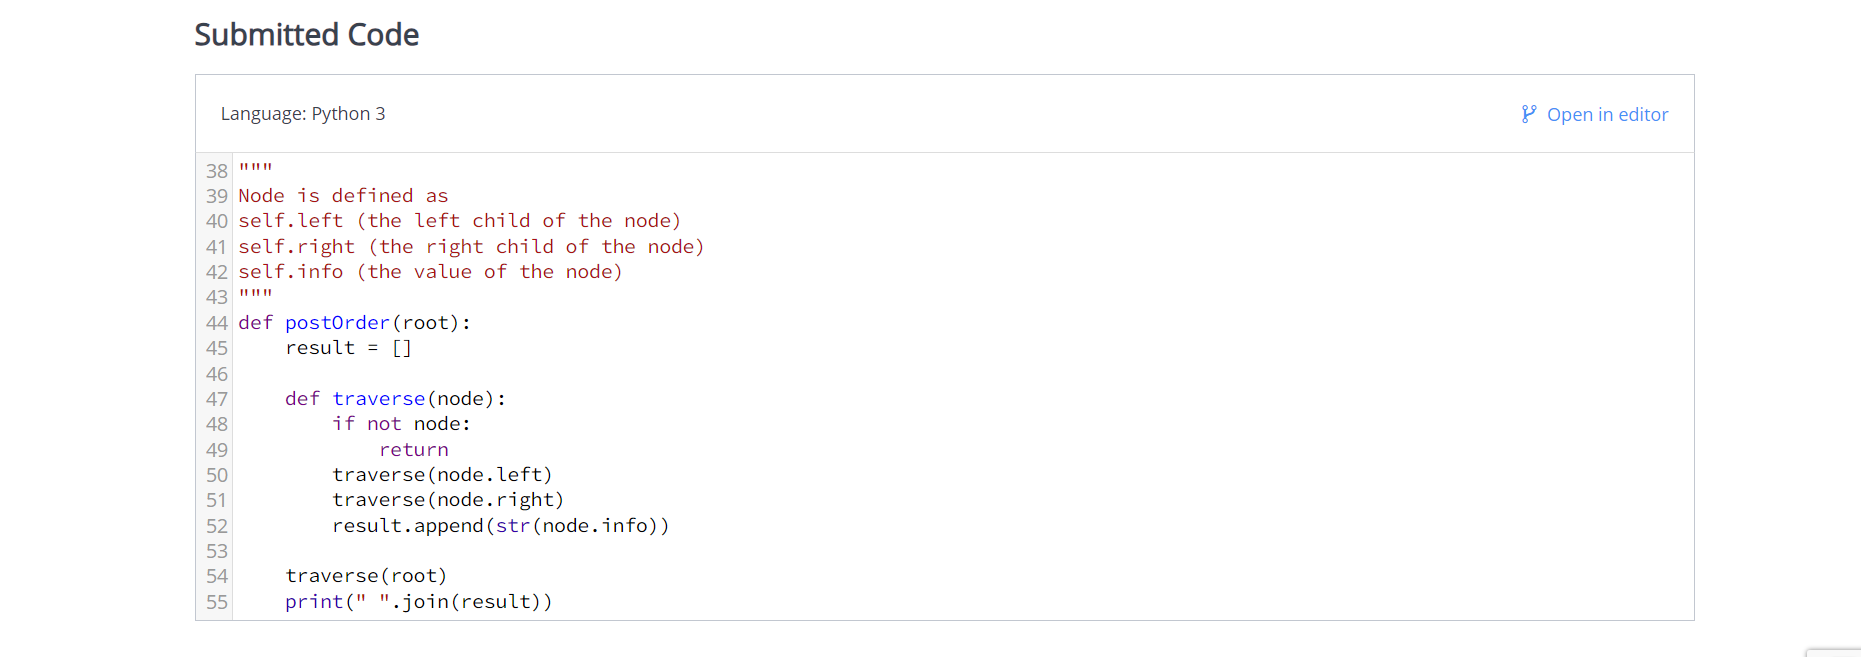 Submitted Code
Language: Python 3
Open in editor
38 """
39 Node is defined as
40 self.left (the left child of the node)
41 self.right (the right child of the node)
42 self.info (the value of the node)
43 """
44 def postOrder(root):
45     result = []
46
47     def traverse(node):
48         if not node:
49             return
50         traverse(node.left)
51         traverse(node.right)
52         result.append(str(node.info))
53
54     traverse(root)
55     print(" ".join(result))